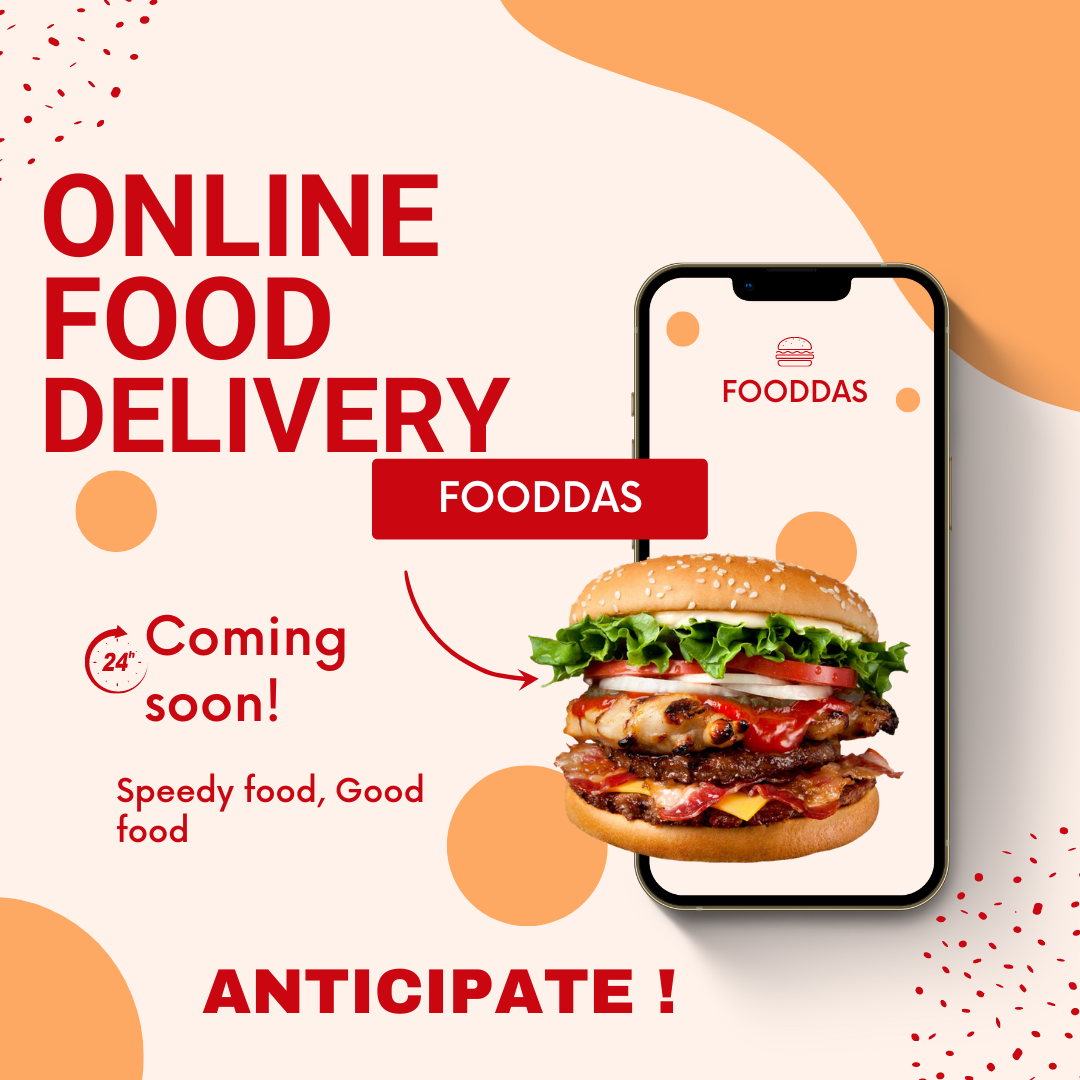 ONLINE
FOOD
DELIVERY
FOODDAS
FOODDAS
24h
Coming
soon!
Speedy food, Good
food
ANTICIPATE !